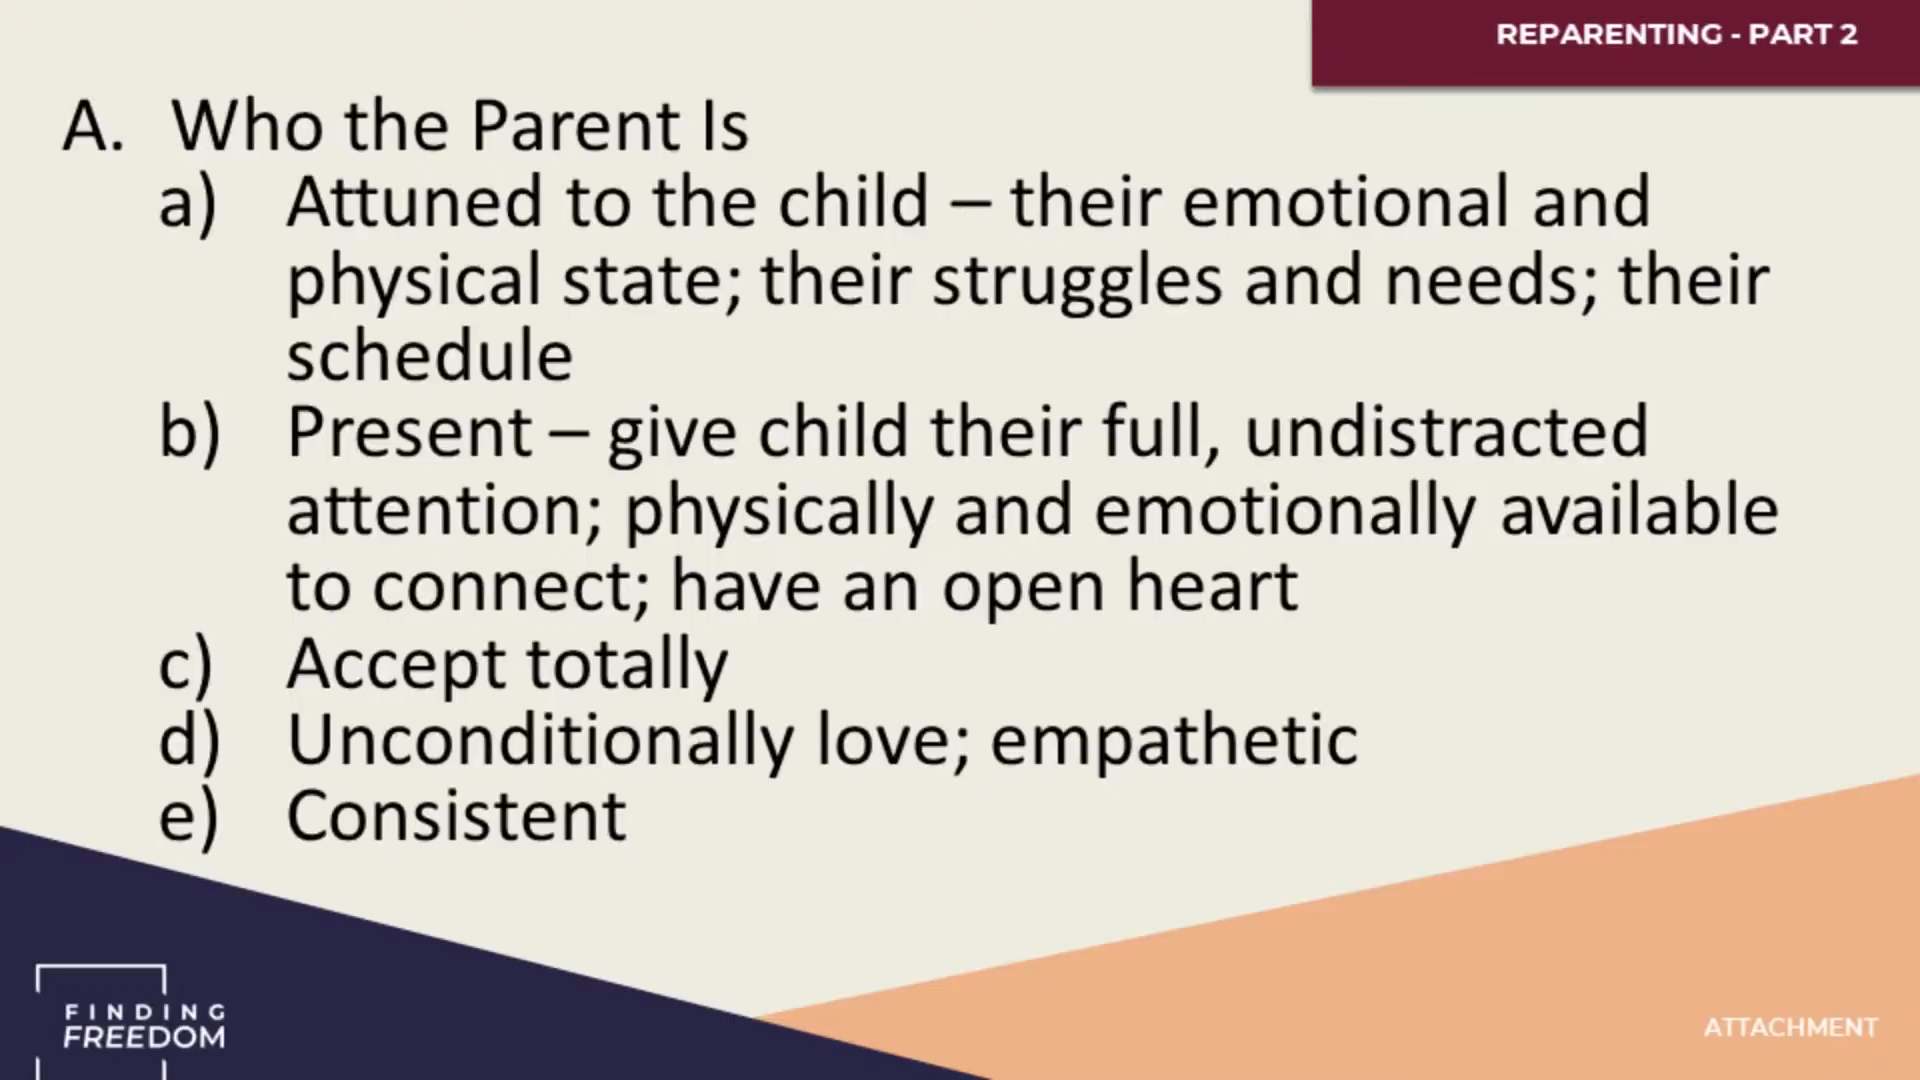 REPARENTING - PART 2
A. Who the Parent Is
a) Attuned to the child – their emotional and
physical state; their struggles and needs; their
schedule
b) Present – give child their full, undistracted
attention; physically and emotionally available
to connect; have an open heart
c) Accept totally
d) Unconditionally love; empathetic
e) Consistent
FINDING
FREEDOM
ATTACHMENT